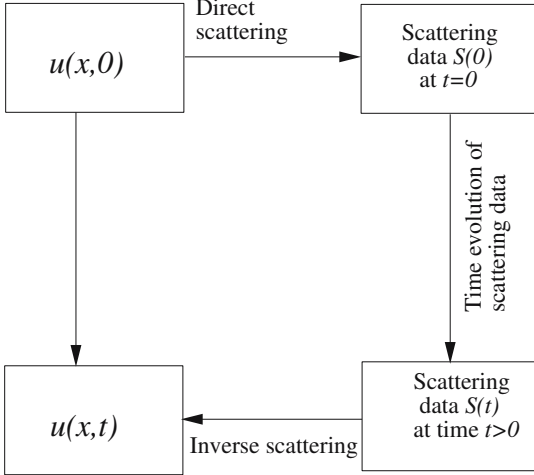 Direct
scattering
u(x,0)
Scattering
data S(0)
at t=0
Time evolution of
scattering data
u(x,t)
Inverse scattering
Scattering
data S(t)
at time t>0